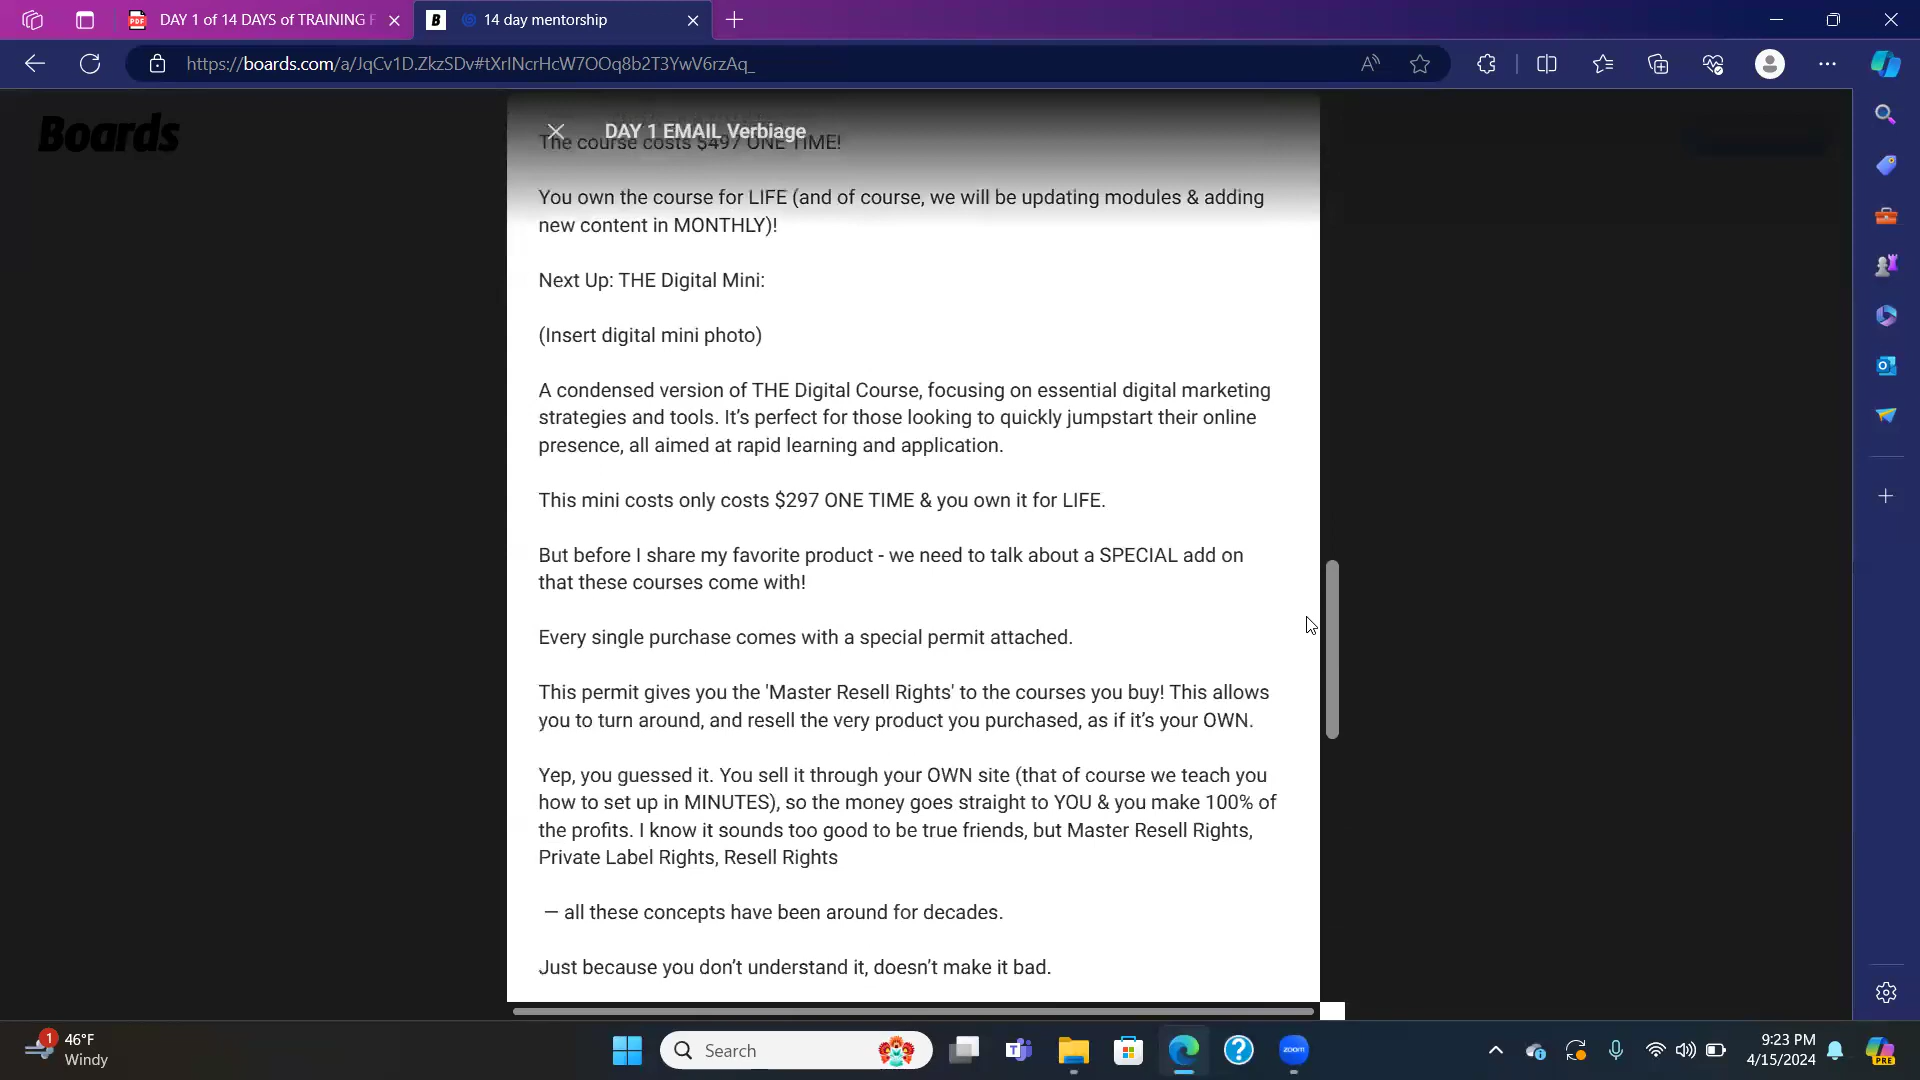 DAY 1 of 14 DAYS of TRAINING F
14 day mentorship
https://boards.com/a/JqCv1D.ZkzSDv#tXrINcrHcW7OOq8b2T3YwV6rzAq_
Boards
DAY 1 EMAIL Verbiage
The course costs $497 ONE TIME!
You own the course for LIFE (and of course, we will be updating modules & adding
new content in MONTHLY)!
Next Up: THE Digital Mini:
(Insert digital mini photo)
A condensed version of THE Digital Course, focusing on essential digital marketing
strategies and tools. It’s perfect for those looking to quickly jumpstart their online
presence, all aimed at rapid learning and application.
This mini costs only costs $297 ONE TIME & you own it for LIFE.
But before I share my favorite product - we need to talk about a SPECIAL add on
that these courses come with!
Every single purchase comes with a special permit attached.
This permit gives you the 'Master Resell Rights' to the courses you buy! This allows
you to turn around, and resell the very product you purchased, as if it’s your OWN.
Yep, you guessed it. You sell it through your OWN site (that of course we teach you
how to set up in MINUTES), so the money goes straight to YOU & you make 100% of
the profits. I know it sounds too good to be true friends, but Master Resell Rights,
Private Label Rights, Resell Rights
— all these concepts have been around for decades.
Just because you don’t understand it, doesn’t make it bad.
1
46°F
Windy
Search
zoom
9:23 PM
4/15/2024
PRE